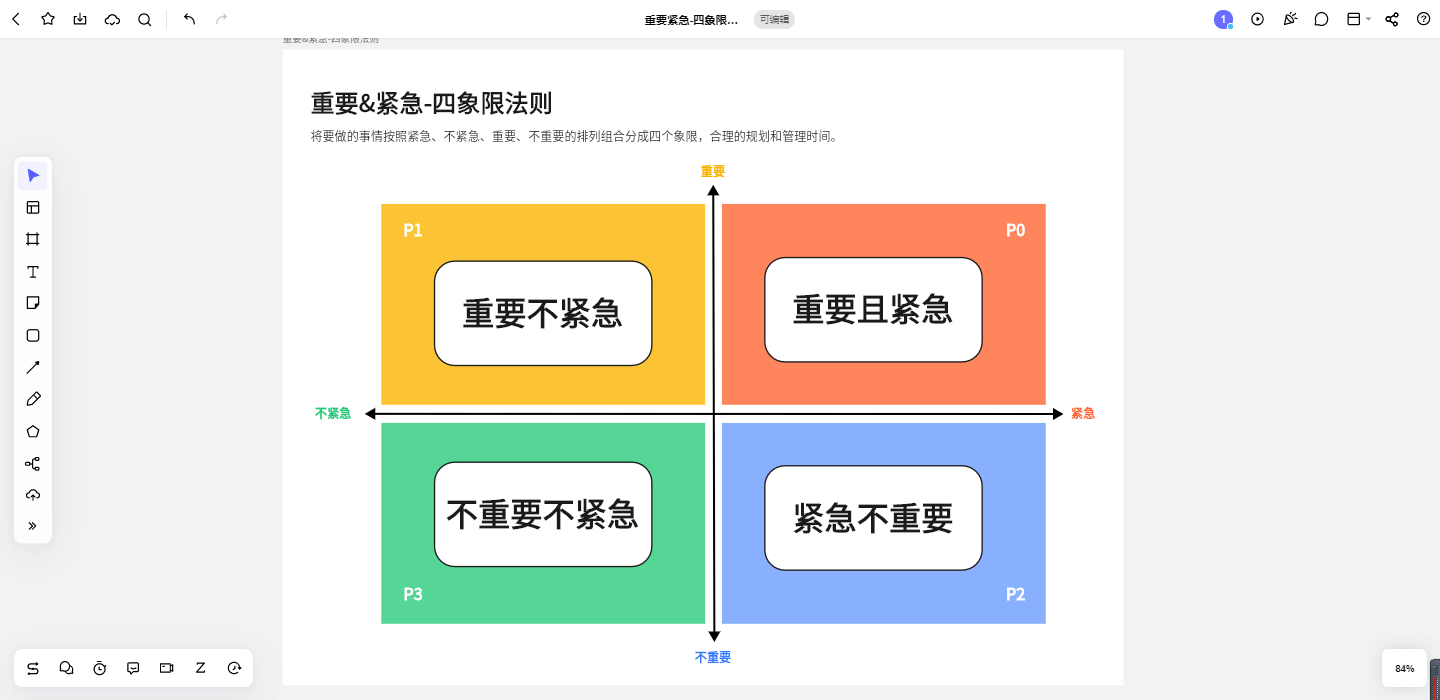 重要紧急-四象限...
可编辑
1
重要&紧急-四象限法则
重要&紧急-四象限法则
将要做的事情按照紧急、不紧急、重要、不重要的排列组合分成四个象限，合理的规划和管理时间。
重要
P1
P0
重要不紧急
重要且紧急
不紧急
紧急
不重要不紧急
紧急不重要
P3
P2
不重要
84%